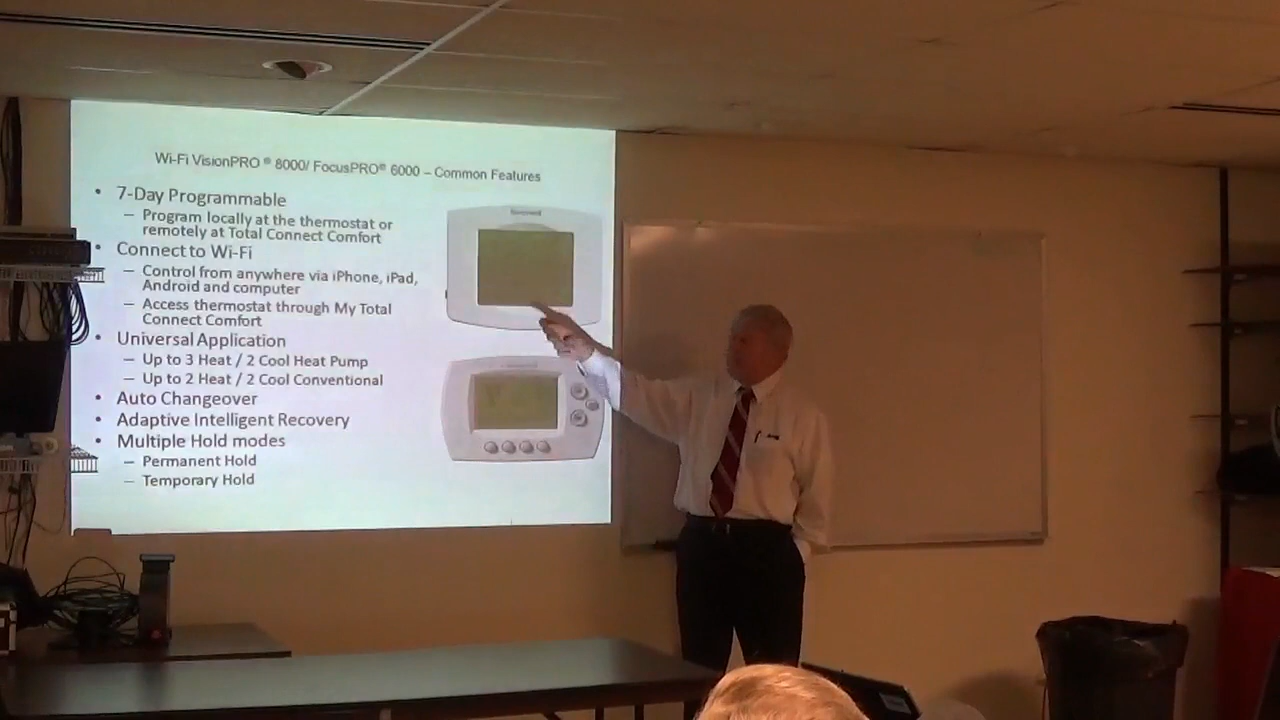 Wi-Fi VisionPRO ® 8000/ FocusPRO® 6000 – Common Features
• 7-Day Programmable
– Program locally at the thermostat or
remotely at Total Connect Comfort
• Connect to Wi-Fi
– Control from anywhere via iPhone, iPad,
Android and computer
– Access thermostat through My Total
Connect Comfort
• Universal Application
– Up to 3 Heat / 2 Cool Heat Pump
– Up to 2 Heat / 2 Cool Conventional
• Auto Changeover
• Adaptive Intelligent Recovery
• Multiple Hold modes
– Permanent Hold
– Temporary Hold
Honeywell